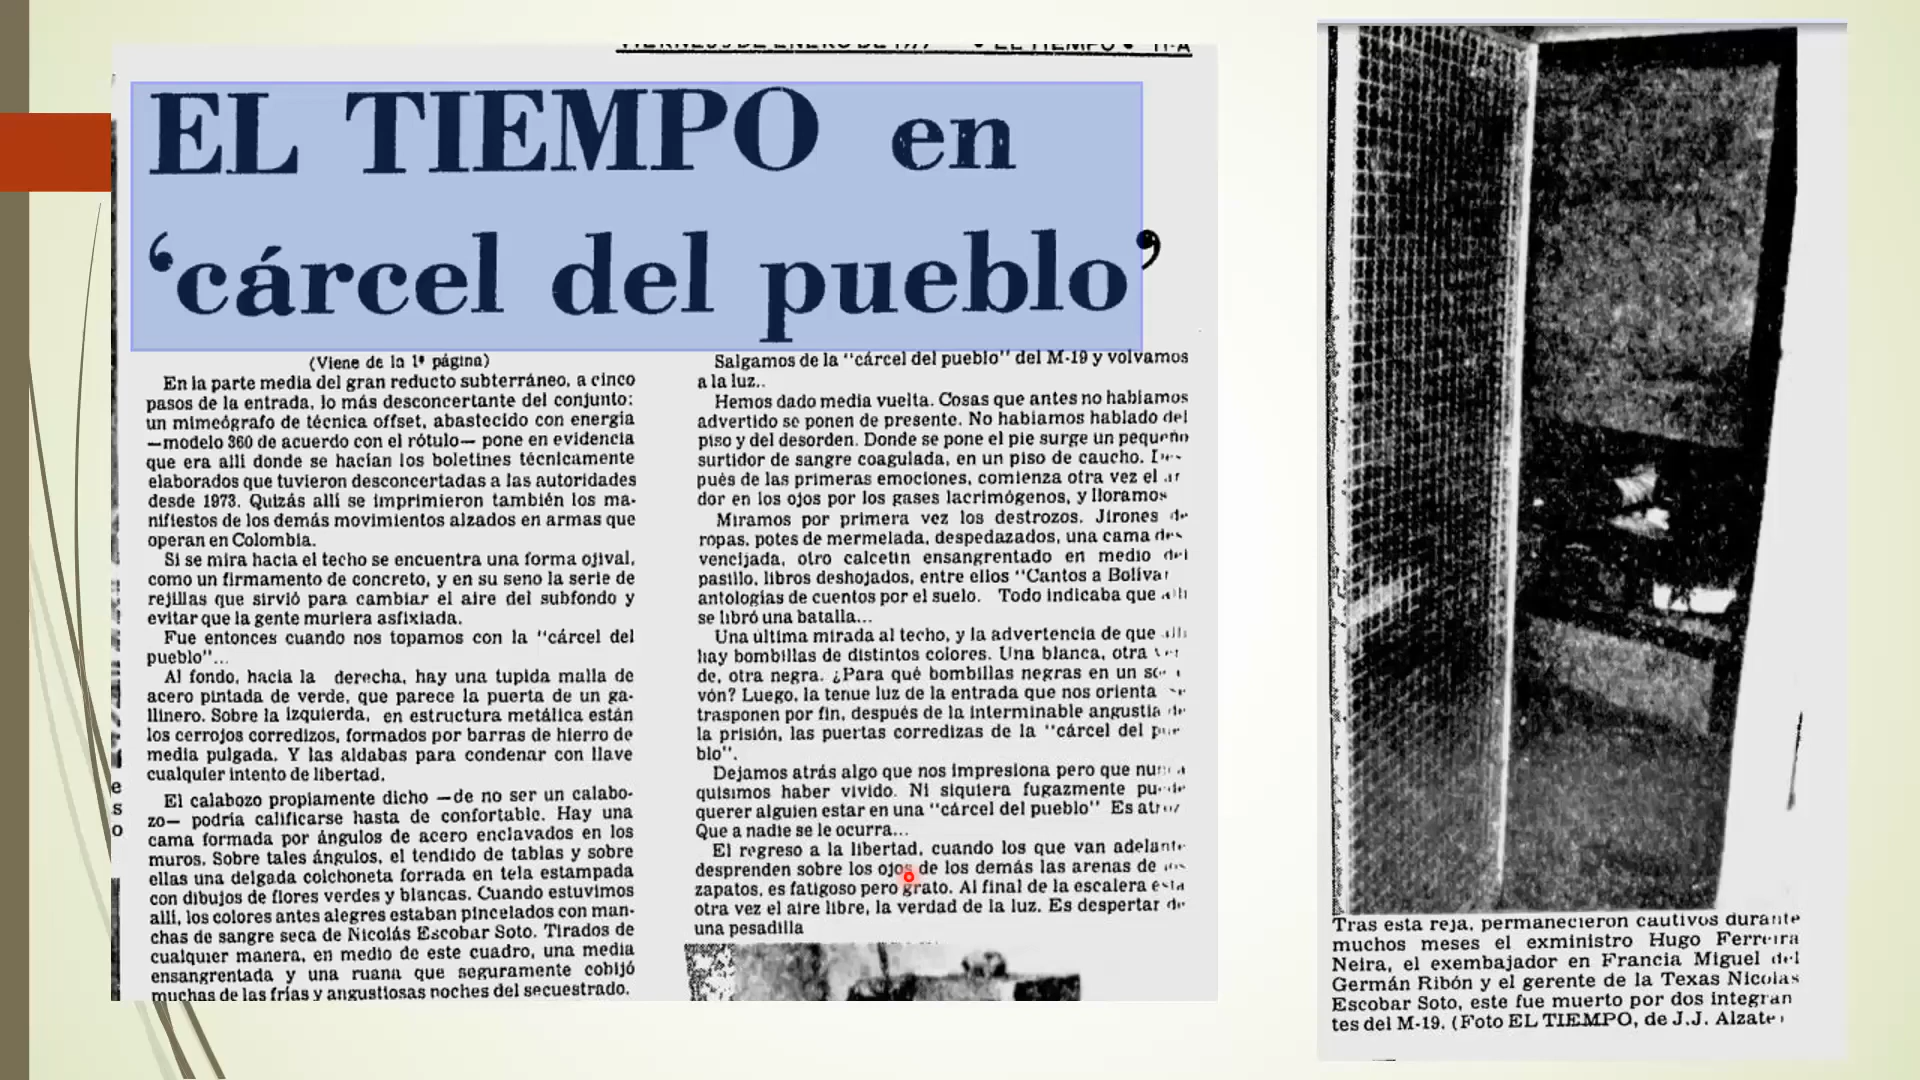 VIERNES 5 DE ENERO DE 1979 • EL TIEMPO • 11-A
EL TIEMPO en
‘cárcel del pueblo’
(Viene de la 1ª página)
En la parte media del gran reducto subterráneo, a cinco
pasos de la entrada, lo más desconcertante del conjunto:
un mimeógrafo de técnica offset, abastecido con energía
—modelo 360 de acuerdo con el rótulo— pone en evidencia
que era allí donde se hacían los boletines técnicamente
elaborados que tuvieron desconcertadas a las autoridades
desde 1973. Quizás allí se imprimieron también los ma-
nifiestos de los demás movimientos alzados en armas que
operan en Colombia.
Si se mira hacia el techo se encuentra una forma ojival,
como un firmamento de concreto, y en su seno la serie de
rejillas que sirvió para cambiar el aire del subfondo y
evitar que la gente muriera asfixiada.
Fue entonces cuando nos topamos con la “cárcel del
pueblo”...
Al fondo, hacia la derecha, hay una tupida malla de
acero pintada de verde, que parece la puerta de un ga-
llinero. Sobre la izquierda, en estructura metálica están
los cerrojos corredizos, formados por barras de hierro de
media pulgada. Y las aldabas para condenar con llave
cualquier intento de libertad.
El calabozo propiamente dicho —de no ser un calabo-
zo— podría calificarse hasta de confortable. Hay una
cama formada por ángulos de acero enclavados en los
muros. Sobre tales ángulos, el tendido de tablas y sobre
ellas una delgada colchoneta forrada en tela estampada
con dibujos de flores verdes y blancas. Cuando estuvimos
allí, los colores antes alegres estaban pincelados con man-
chas de sangre seca de Nicolás Escobar Soto. Tirados de
cualquier manera, en medio de este cuadro, una media
ensangrentada y una ruana que seguramente cobijó
muchas de las frías y angustiosas noches del secuestrado.
Salgamos de la “cárcel del pueblo” del M-19 y volvamos
a la luz..
Hemos dado media vuelta. Cosas que antes no habíamos
advertido se ponen de presente. No habíamos hablado del
piso y del desorden. Donde se pone el pie surge un pequeño
surtidor de sangre coagulada, en un piso de caucho.
pués de las primeras emociones, comienza otra vez el
dor en los ojos por los gases lacrimógenos, y lloramos
Miramos por primera vez los destrozos. Jirones de
ropas, potes de mermelada, despedazados, una cama des-
vencijada, otro calcetín ensangrentado en medio del
pasillo, libros deshojados, entre ellos “Cantos a Bolívar
antologías de cuentos por el suelo. Todo indicaba que
se libró una batalla...
Una última mirada al techo, y la advertencia de que allí
hay bombillas de distintos colores. Una blanca, otra
de, otra negra. ¿Para qué bombillas negras en un
vón? Luego, la tenue luz de la entrada que nos orienta
trasponen por fin, después de la interminable angustia de
la prisión, las puertas corredizas de la “cárcel del pue-
blo”.
Dejamos atrás algo que nos impresiona pero que nunca
quisimos haber vivido. Ni siquiera fugazmente puede
querer alguien estar en una “cárcel del pueblo” Es atroz
Que a nadie se le ocurra...
El regreso a la libertad, cuando los que van adelante
desprenden sobre los ojos de los demás las arenas de
zapatos, es fatigoso pero grato. Al final de la escalera está
otra vez el aire libre, la verdad de la luz. Es despertar de
una pesadilla
e
s
o
Tras esta reja, permanecieron cautivos durante
muchos meses el exministro Hugo Ferreira
Neira, el exembajador en Francia Miguel del
Germán Ribón y el gerente de la Texas Nicolás
Escobar Soto, este fue muerto por dos integran
tes del M-19. (Foto EL TIEMPO, de J.J. Alzate